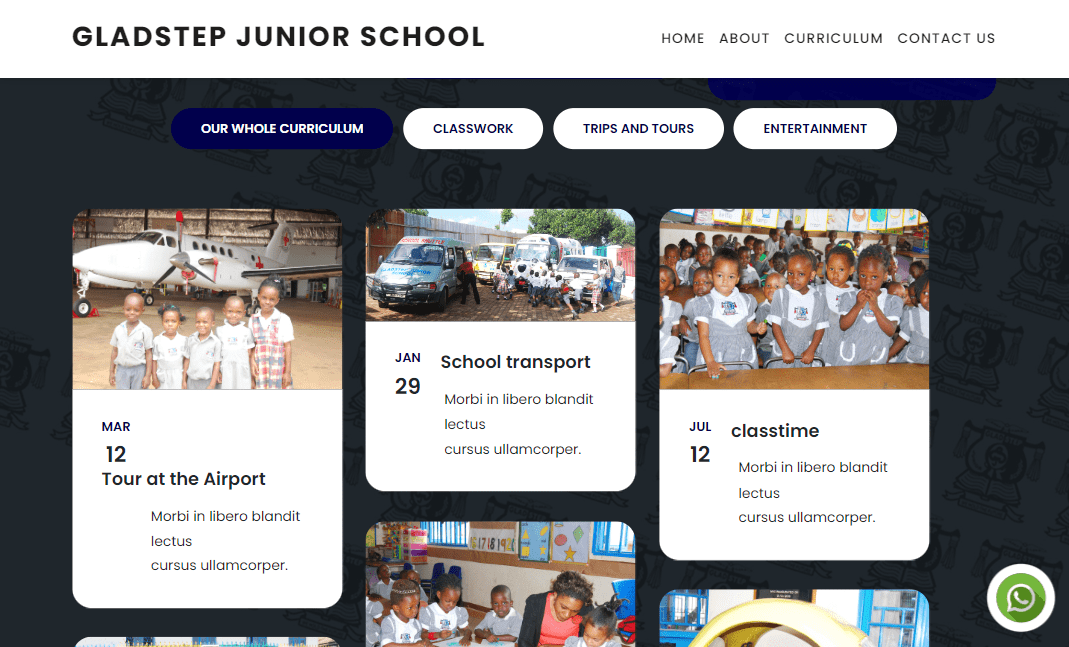 GLADSTEP JUNIOR SCHOOL
HOME ABOUT CURRICULUM CONTACT US
OUR WHOLE CURRICULUM CLASSWORK TRIPS AND TOURS ENTERTAINMENT
MAR
12
Tour at the Airport
Morbi in libero blandit
lectus
cursus ullamcorper.
JAN
29
School transport
Morbi in libero blandit
lectus
cursus ullamcorper.
JUL
12
classtime
Morbi in libero blandit
lectus
cursus ullamcorper.